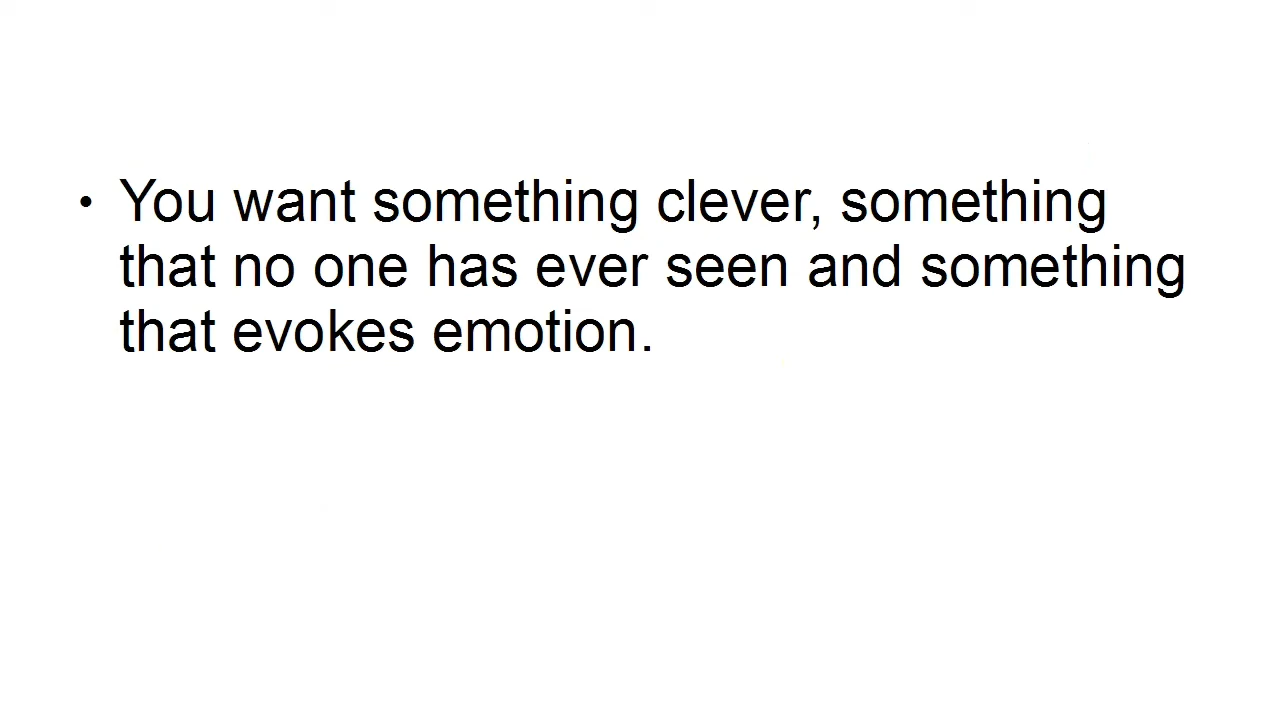 • You want something clever, something
that no one has ever seen and something
that evokes emotion.